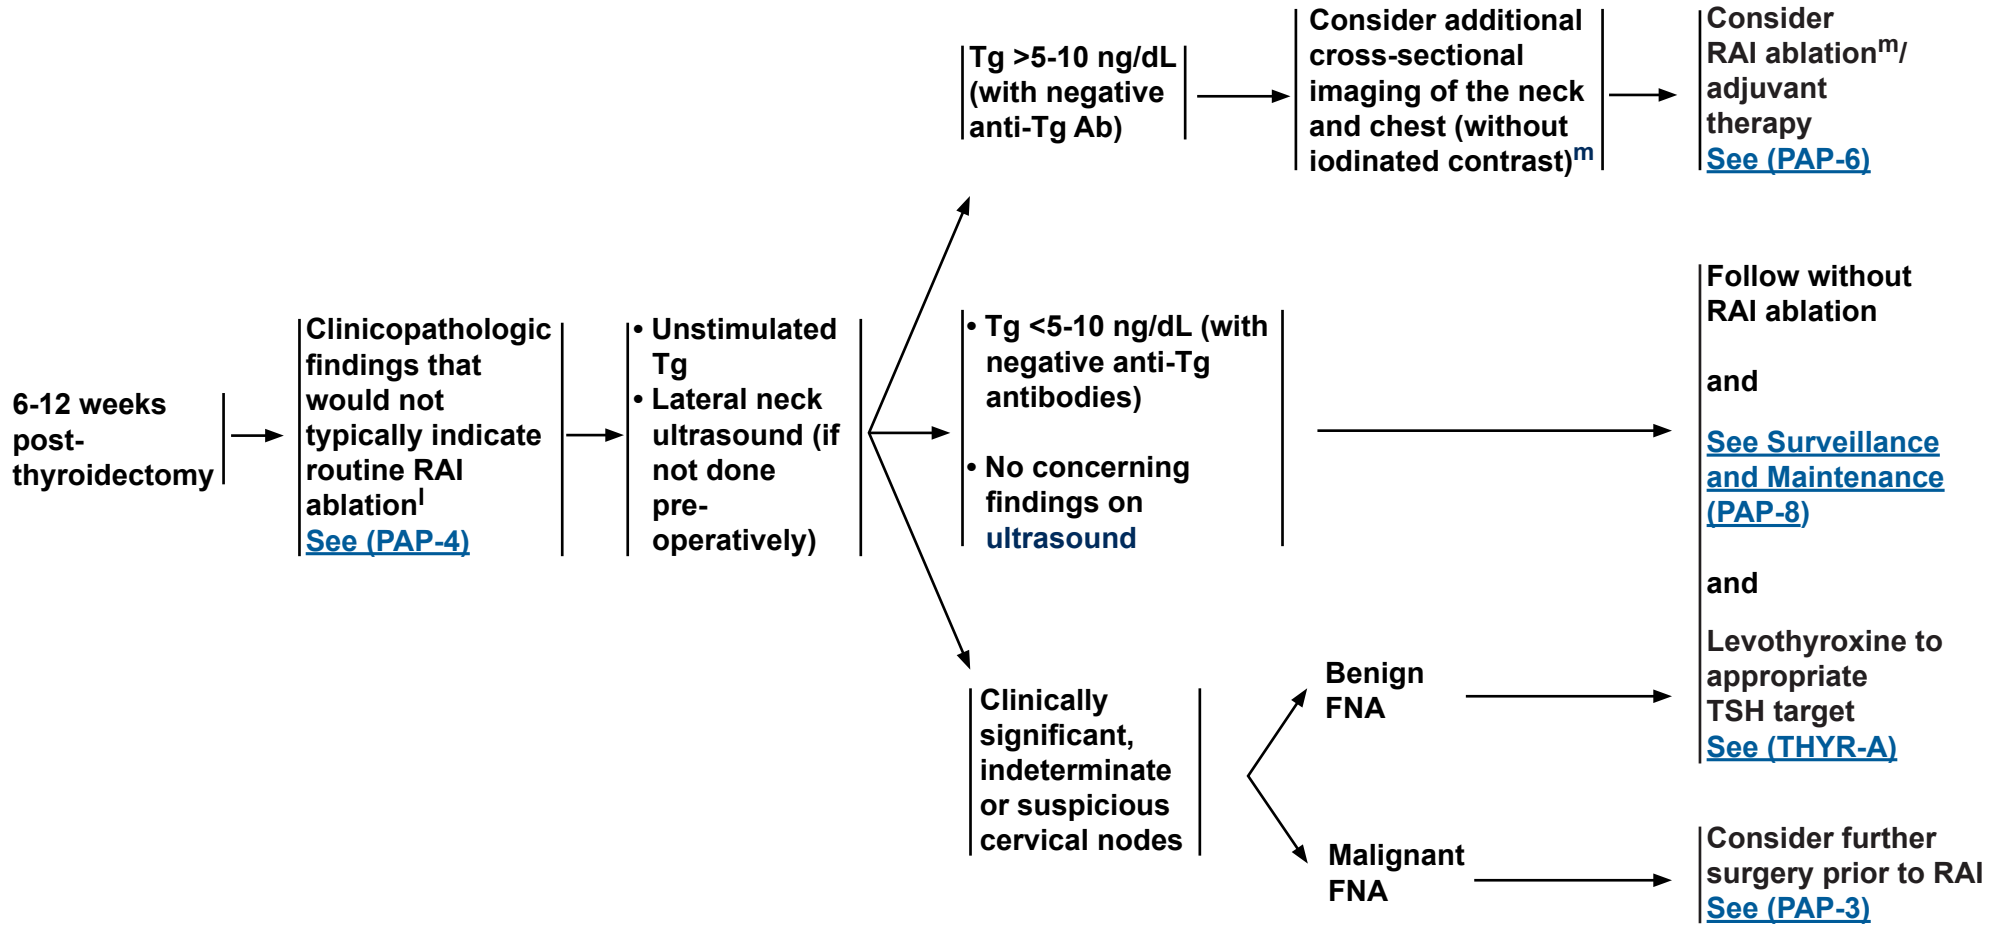 6-12 weeks
post-
thyroidectomy
Clinicopathologic
findings that
would not
typically indicate
routine RAI
ablationl
See (PAP-4)
• Unstimulated
Tg
• Lateral neck
ultrasound (if
not done
pre-
operatively)
Tg >5-10 ng/dL
(with negative
anti-Tg Ab)
Consider additional
cross-sectional
imaging of the neck
and chest (without
iodinated contrast)m
Consider
RAI ablationm/
adjuvant
therapy
See (PAP-6)
• Tg <5-10 ng/dL (with
negative anti-Tg
antibodies)
• No concerning
findings on
ultrasound
Follow without
RAI ablation
and
See Surveillance
and Maintenance
(PAP-8)
and
Levothyroxine to
appropriate
TSH target
See (THYR-A)
Clinically
significant,
indeterminate
or suspicious
cervical nodes
Benign
FNA
Malignant
FNA
Consider further
surgery prior to RAI
See (PAP-3)